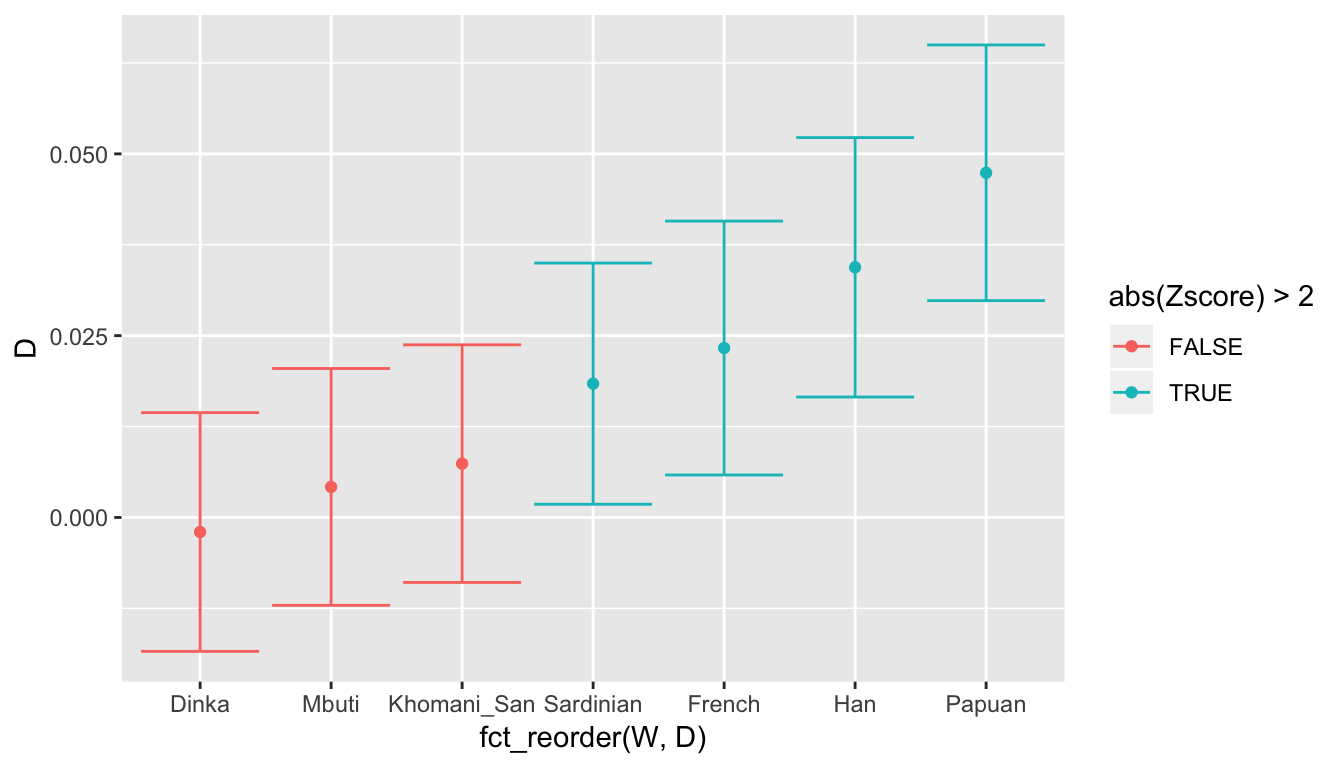 D
0.050
0.025
0.000
Dinka Mbuti Khomani_San Sardinian French Han Papuan
fct_reorder(W, D)
abs(Zscore) > 2
FALSE
TRUE